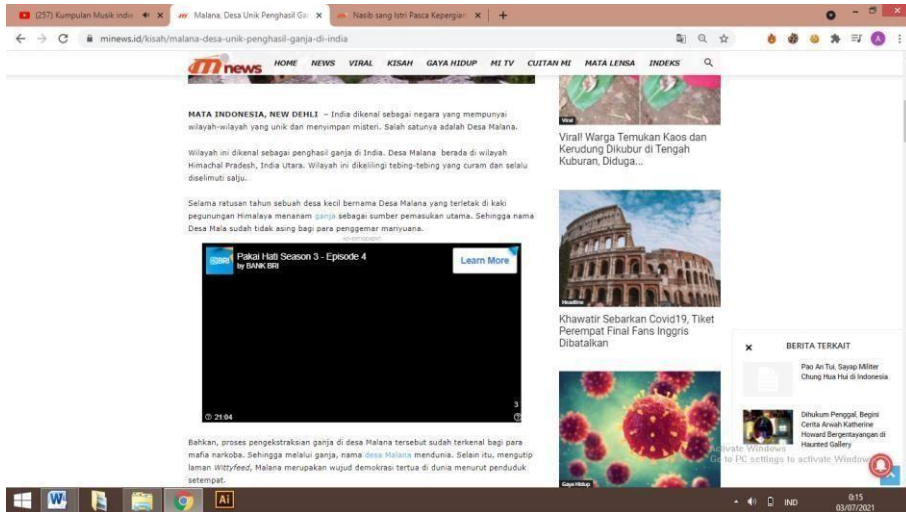 (257) Kumpulan Musik indie
Malana, Desa Unik Penghasil Ga
Nasib sang Istri Pasca Kepergian
minews.id/kisah/malana-desa-unik-penghasil-ganja-di-india
news
HOME NEWS VIRAL KISAH GAYA HIDUP MI TV CUITAN MI MATA LENSA INDEKS
MATA INDONESIA, NEW DEHLI – India dikenal sebagai negara yang mempunyai
wilayah-wilayah yang unik dan menyimpan misteri. Salah satunya adalah Desa Malana.
Wilayah ini dikenal sebagai penghasil ganja di India. Desa Malana berada di wilayah
Himachal Pradesh, India Utara. Wilayah ini dikelilingi tebing-tebing yang curam dan selalu
diselimuti salju.
Selama ratusan tahun sebuah desa kecil bernama Desa Malana yang terletak di kaki
pegunungan Himalaya menanam ganja sebagai sumber pemasukan utama. Sehingga nama
Desa Mala sudah tidak asing bagi para penggemar mariyuana.
ADVERTISEMENT
BRI
Pakai Hati Season 3 - Episode 4
by BANK BRI
Learn More
3
21:04
Bahkan, proses pengekstraksian ganja di desa Malana tersebut sudah terkenal bagi para
mafia narkoba. Sehingga melalui ganja, nama desa Malana mendunia. Selain itu, mengutip
laman Wittyfeed, Malana merupakan wujud demokrasi tertua di dunia menurut penduduk
setempat.
Viral
Viral! Warga Temukan Kaos dan
Kerudung Dikubur di Tengah
Kuburan, Diduga...
Headline
Khawatir Sebarkan Covid19, Tiket
Perempat Final Fans Inggris
Dibatalkan
Gaya Hidup
BERITA TERKAIT
Pao An Tui, Sayap Militer
Chung Hua Hui di Indonesia
Dihukum Penggal, Begini
Cerita Arwah Katherine
Howard Bergentayangan di
Haunted Gallery
Activate Windows
Go to PC settings to activate Windows.
W
Ai
IND
0:15
03/07/2021